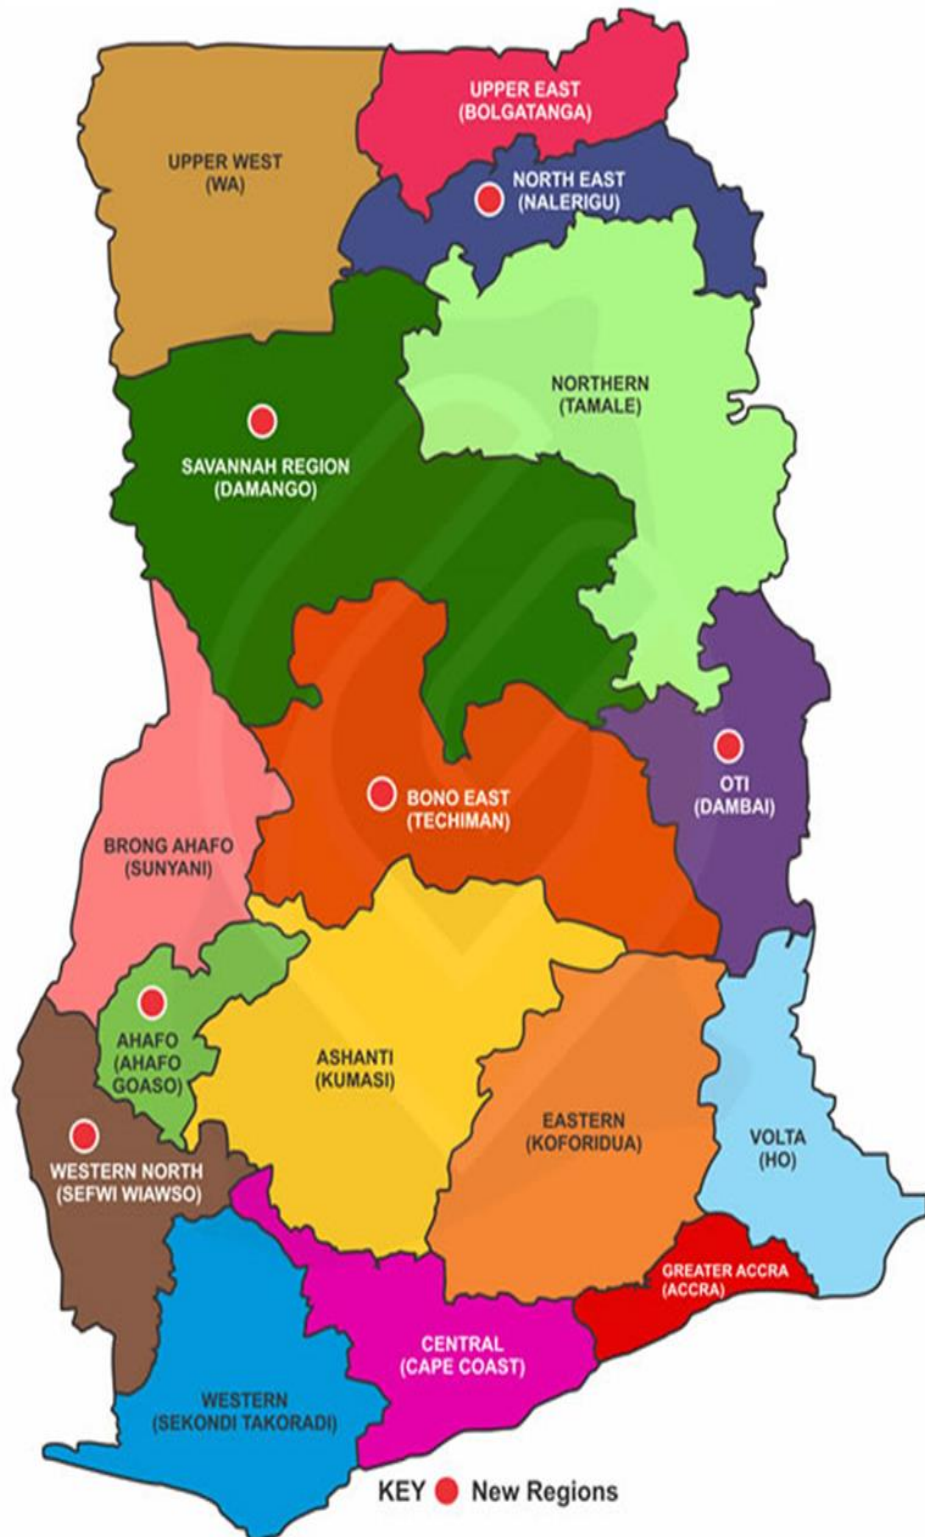 UPPER EAST
(BOLGATANGA)
UPPER WEST
(WA)
NORTH EAST
(NALERIGU)
NORTHERN
(TAMALE)
SAVANNAH REGION
(DAMANGO)
OTI
(DAMBAI)
BONO EAST
(TECHIMAN)
BRONG AHAFO
(SUNYANI)
AHAFO
(AHAFO
GOASO)
ASHANTI
(KUMASI)
EASTERN
(KOFORIDUA)
VOLTA
(HO)
WESTERN NORTH
(SEFWI WIAWSO)
GREATER ACCRA
(ACCRA)
CENTRAL
(CAPE COAST)
WESTERN
(SEKONDI TAKORADI)
KEY New Regions